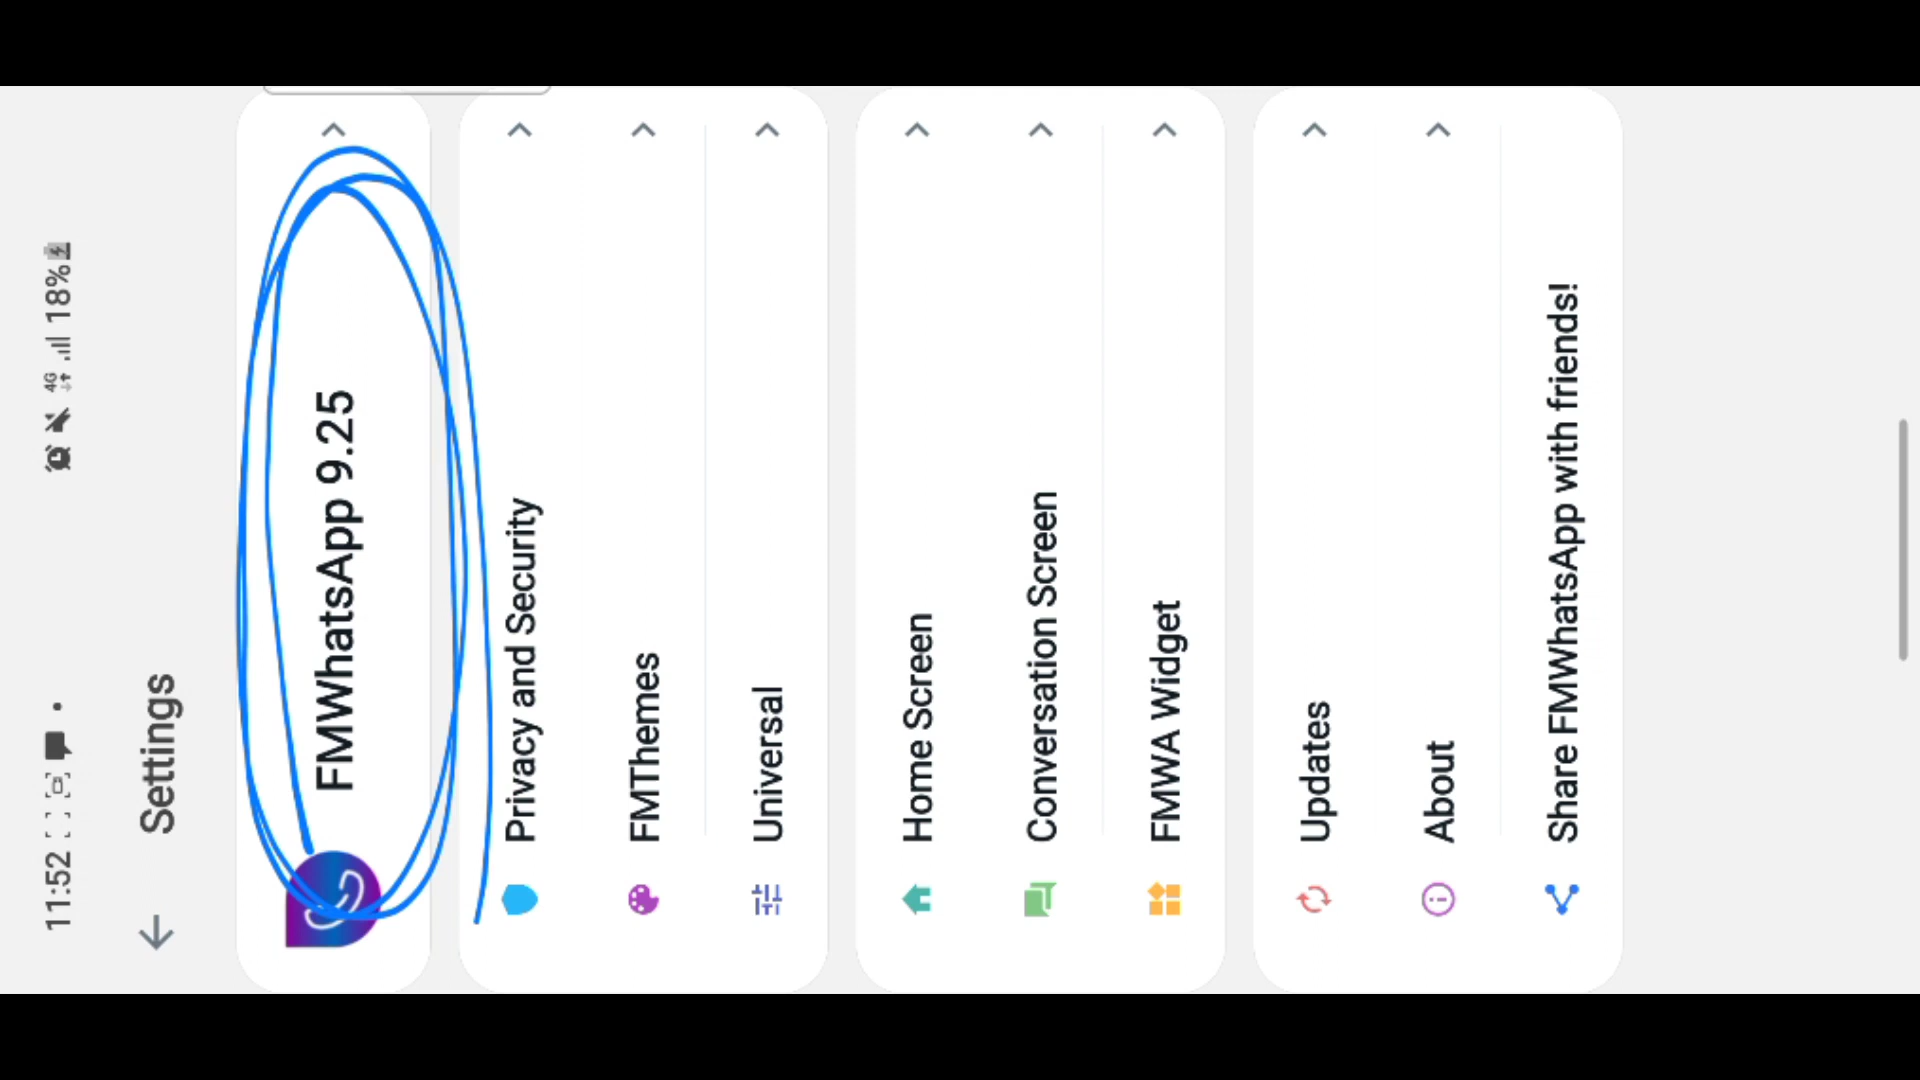 11:52
4G 18%
Settings
FMWhatsApp 9.25
Privacy and Security
FMThemes
Universal
Home Screen
Conversation Screen
FMWA Widget
Updates
About
Share FMWhatsApp with friends!